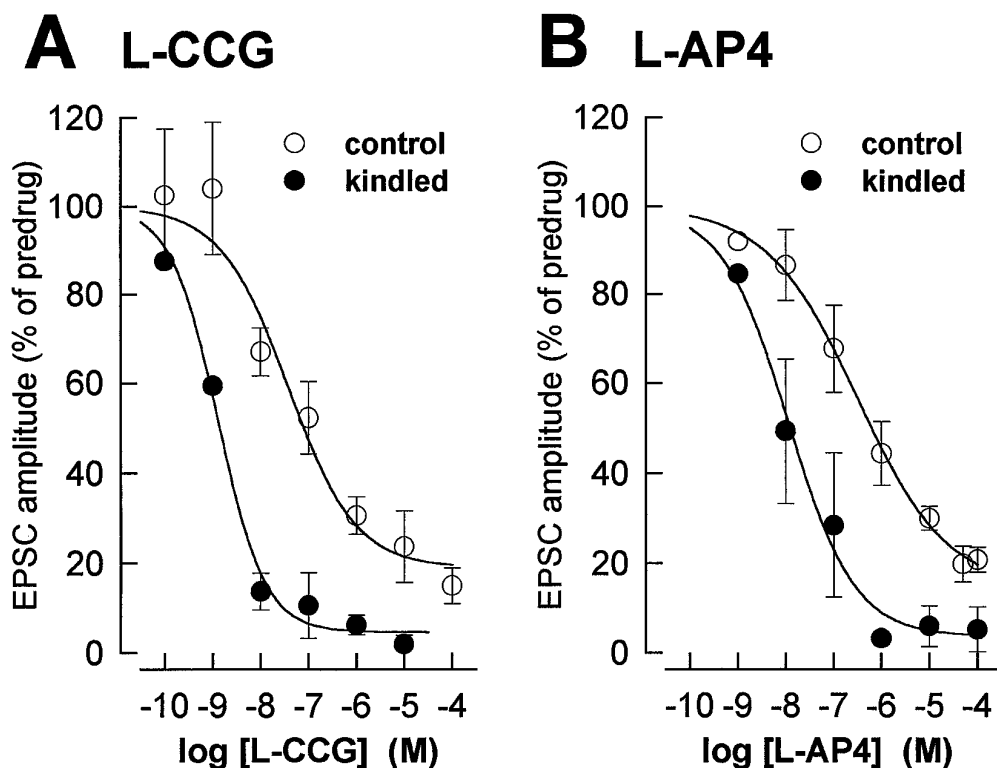 A L-CCG
EPSC amplitude (% of predrug)
120
100
80
60
40
20
0
control
kindled
-10 -9 -8 -7 -6 -5 -4
log [L-CCG] (M)
B L-AP4
EPSC amplitude (% of predrug)
120
100
80
60
40
20
0
control
kindled
-10 -9 -8 -7 -6 -5 -4
log [L-AP4] (M)